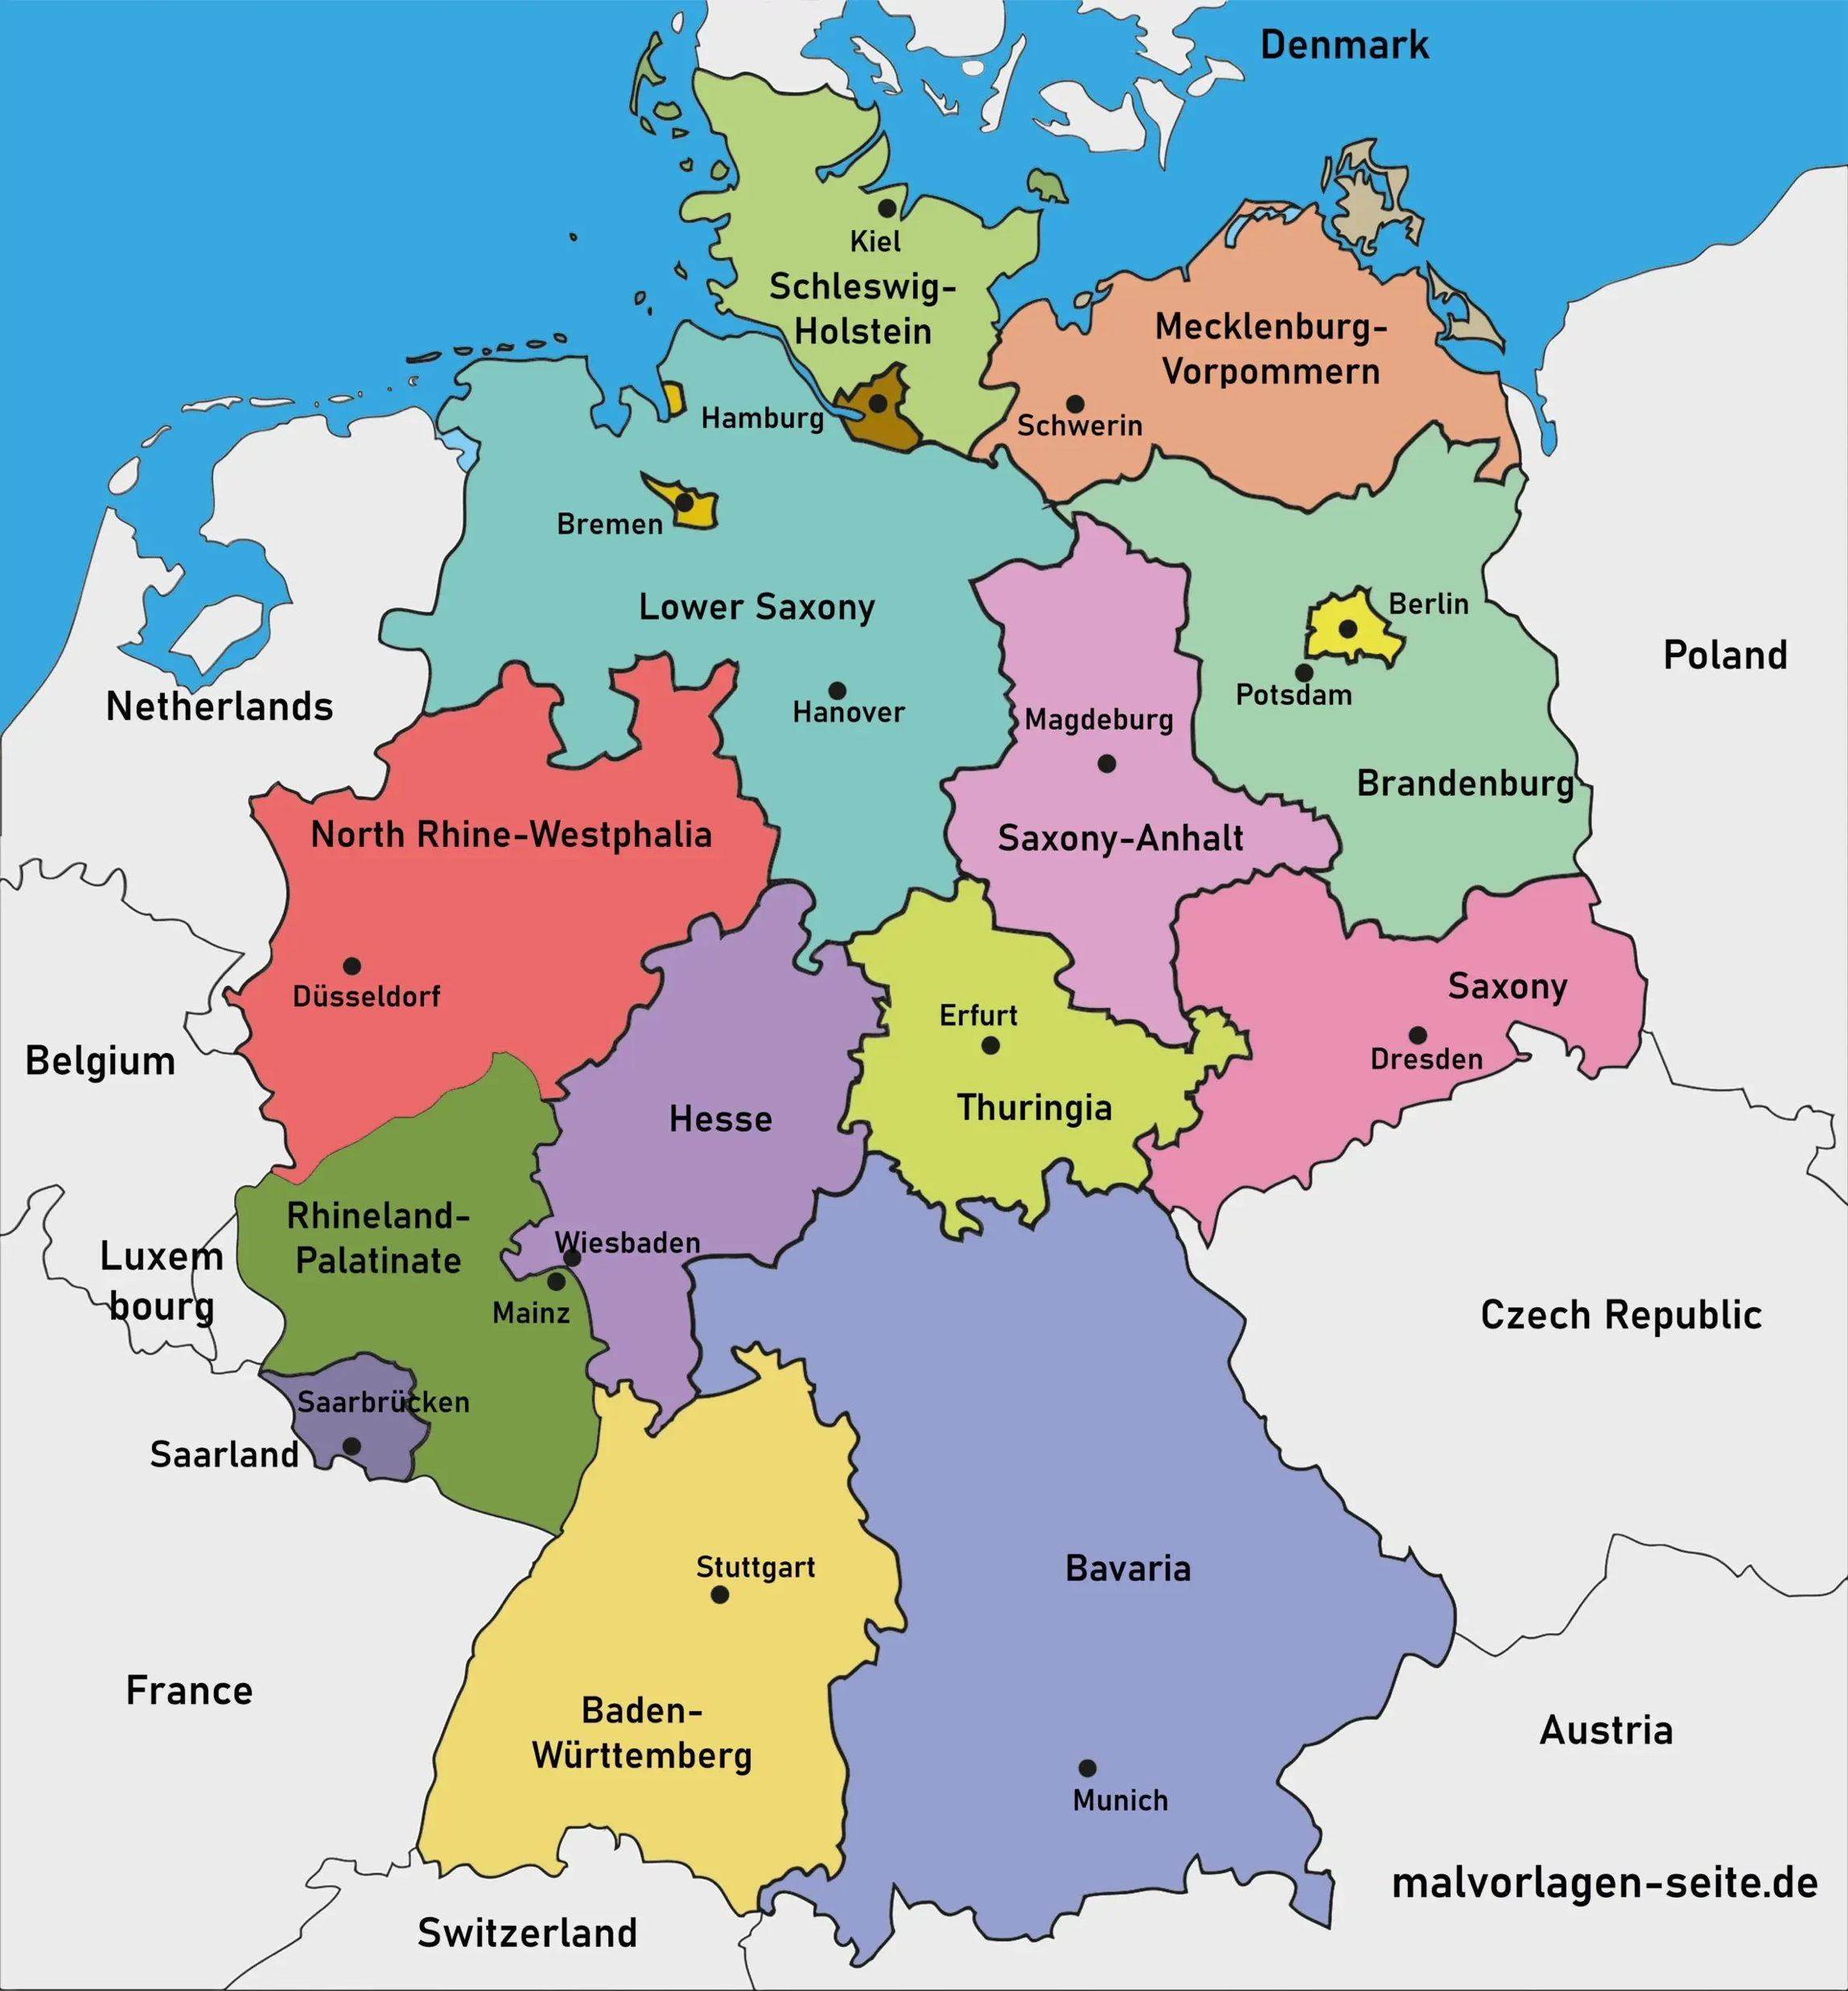 Denmark
Kiel
Schleswig-
Holstein
Mecklenburg-
Vorpommern
Hamburg
Schwerin
Bremen
Lower Saxony
Berlin
Poland
Potsdam
Netherlands
Hanover
Magdeburg
Brandenburg
North Rhine-Westphalia
Saxony-Anhalt
Düsseldorf
Saxony
Erfurt
Belgium
Dresden
Hesse
Thuringia
Rhineland-
Palatinate
Wiesbaden
Luxem
bourg
Mainz
Czech Republic
Saarbrücken
Saarland
Stuttgart
Bavaria
France
Baden-
Württemberg
Austria
Munich
malvorlagen-seite.de
Switzerland